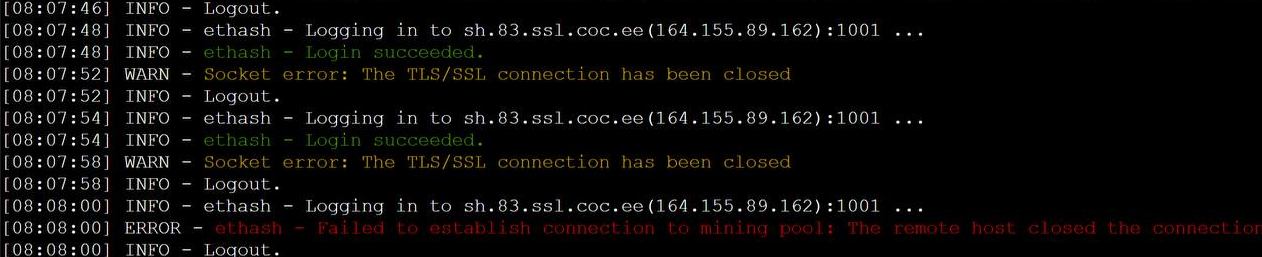 [08:07:46] INFO - Logout.
[08:07:48] INFO - ethash - Logging in to sh.83.ssl.coc.ee(164.155.89.162):1001 ...
[08:07:48] INFO - ethash - Login succeeded.
[08:07:52] WARN - Socket error: The TLS/SSL connection has been closed
[08:07:52] INFO - Logout.
[08:07:54] INFO - ethash - Logging in to sh.83.ssl.coc.ee(164.155.89.162):1001 ...
[08:07:54] INFO - ethash - Login succeeded.
[08:07:58] WARN - Socket error: The TLS/SSL connection has been closed
[08:07:58] INFO - Logout.
[08:08:00] INFO - ethash - Logging in to sh.83.ssl.coc.ee(164.155.89.162):1001 ...
[08:08:00] ERROR - ethash - Failed to establish connection to mining pool: The remote host closed the connection
[08:08:00] INFO - Logout.